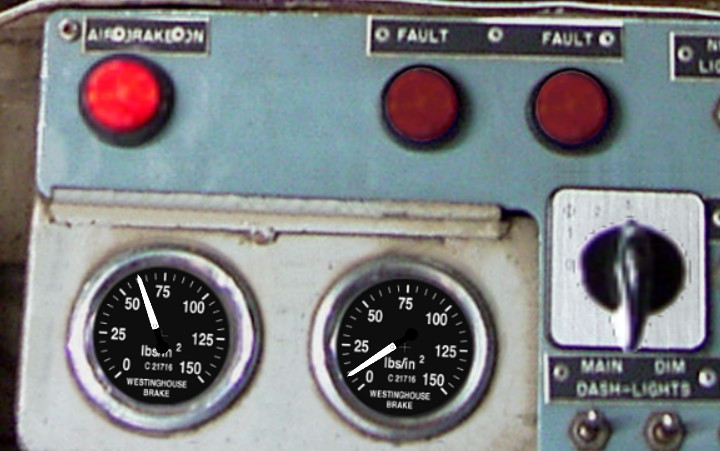 AIR BRAKE ON
FAULT FAULT
75
50 100
25 125
lbs/in 2
C 21716
0 150
WESTINGHOUSE
BRAKE
75
50 100
25 125
lbs/in 2
C 21716
0 150
WESTINGHOUSE
BRAKE
MAIN DIM
DASH-LIGHTS